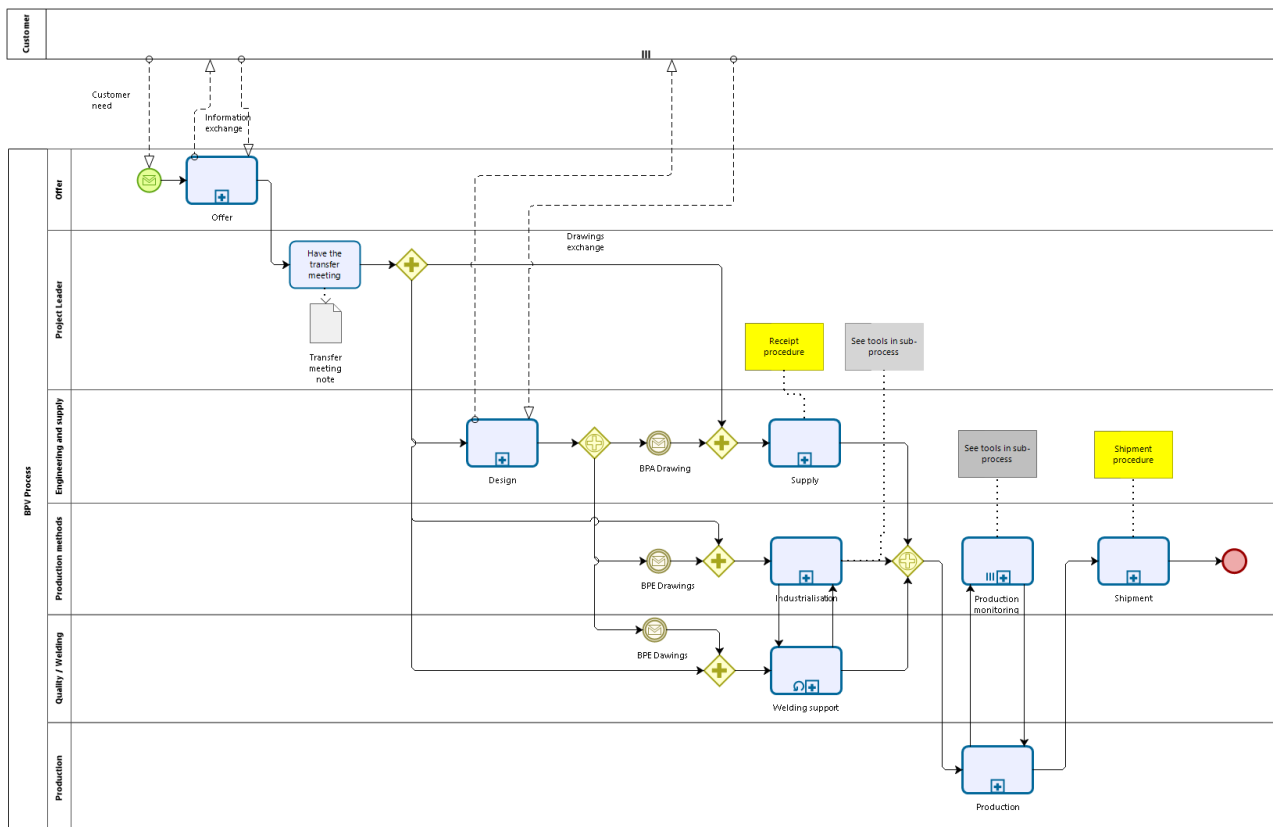 Customer
Customer
need
Information
exchange
BPV Process
Offer
Offer
Project Leader
Have the
transfer
meeting
Transfer
meeting
note
Drawings
exchange
Receipt
procedure
See tools in sub-
process
Engineering and supply
Design
BPA Drawing
Supply
See tools in sub-
process
Shipment
procedure
Production methods
BPE Drawings
Industrialisation
Production
monitoring
Shipment
Quality / Welding
BPE Dawings
Welding support
Production
Production